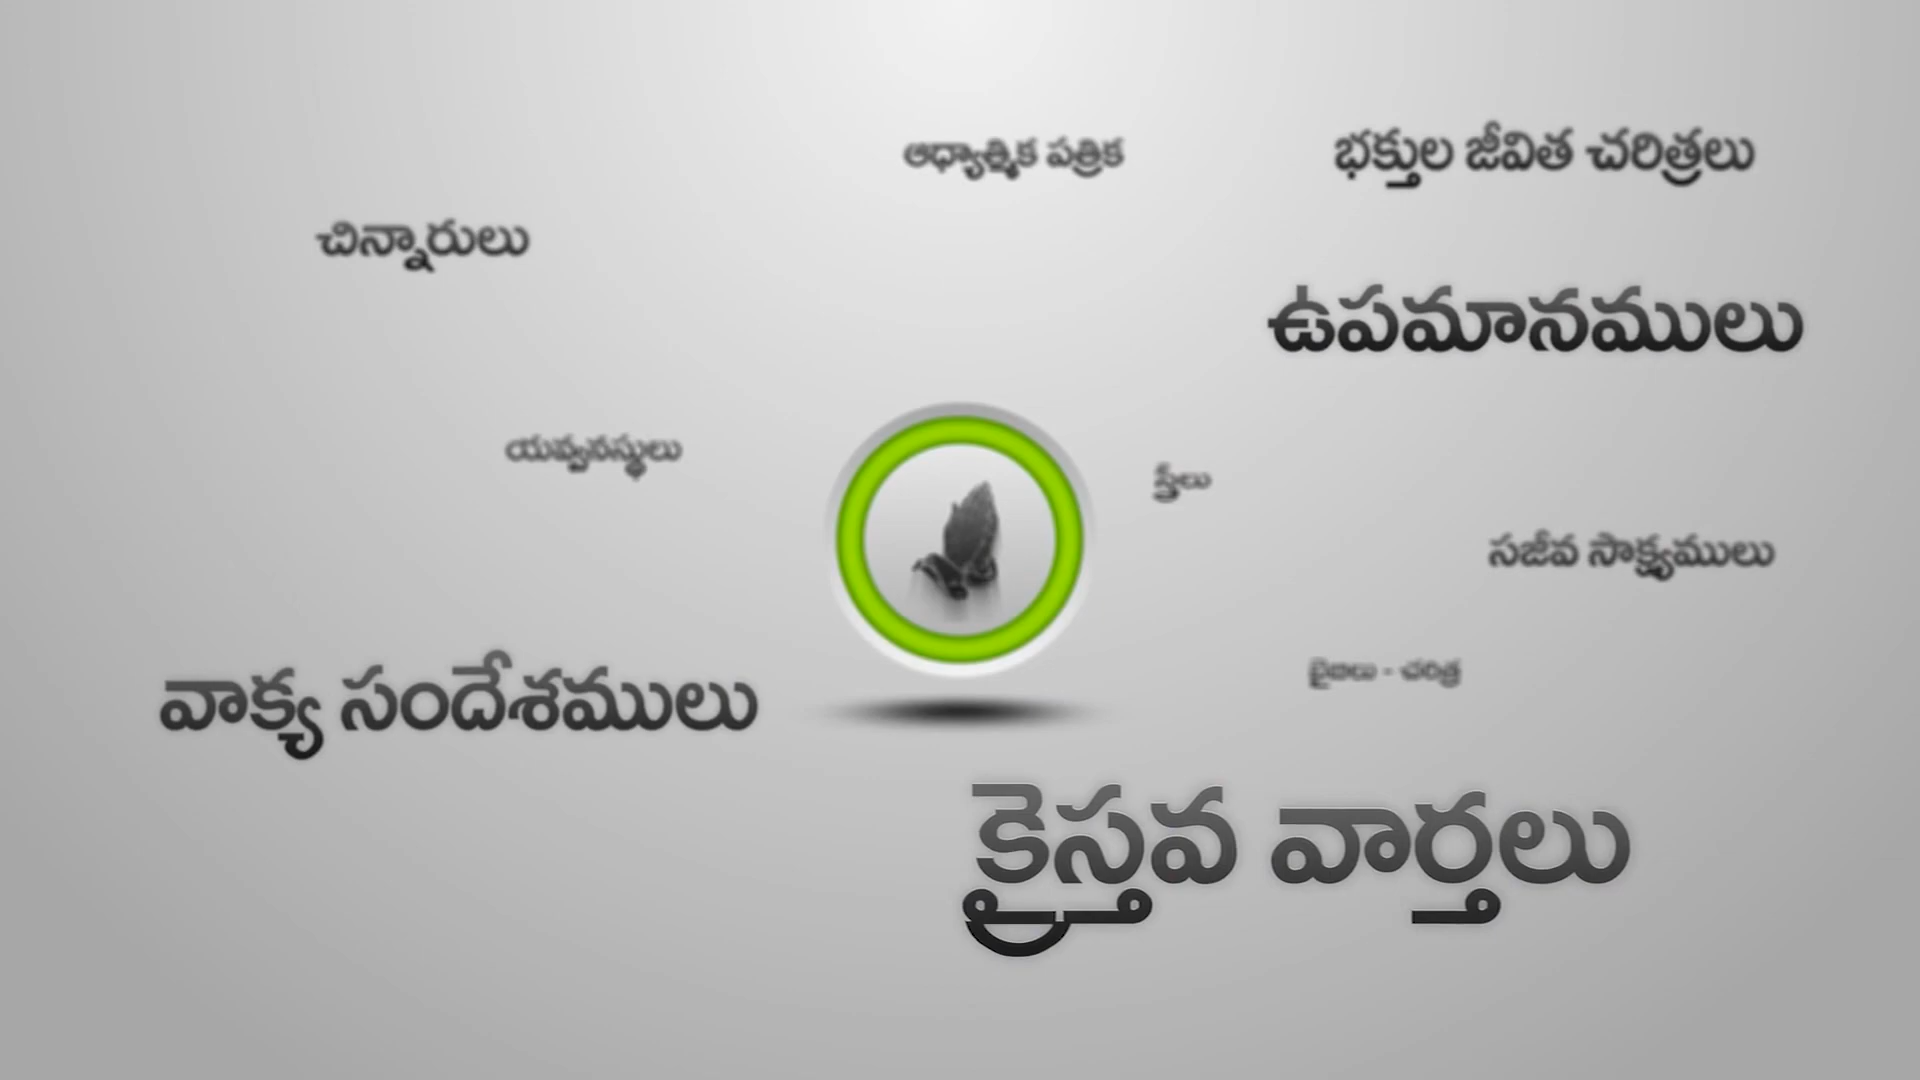 ఆధ్యాత్మిక పత్రిక
భక్తుల జీవిత చరిత్రలు
చిన్నారులు
ఉపమానములు
యవ్వనస్థులు
స్త్రీలు
సజీవ సాక్ష్యములు
బైబిలు - చరిత్ర
వాక్య సందేశములు
క్రైస్తవ వార్తలు